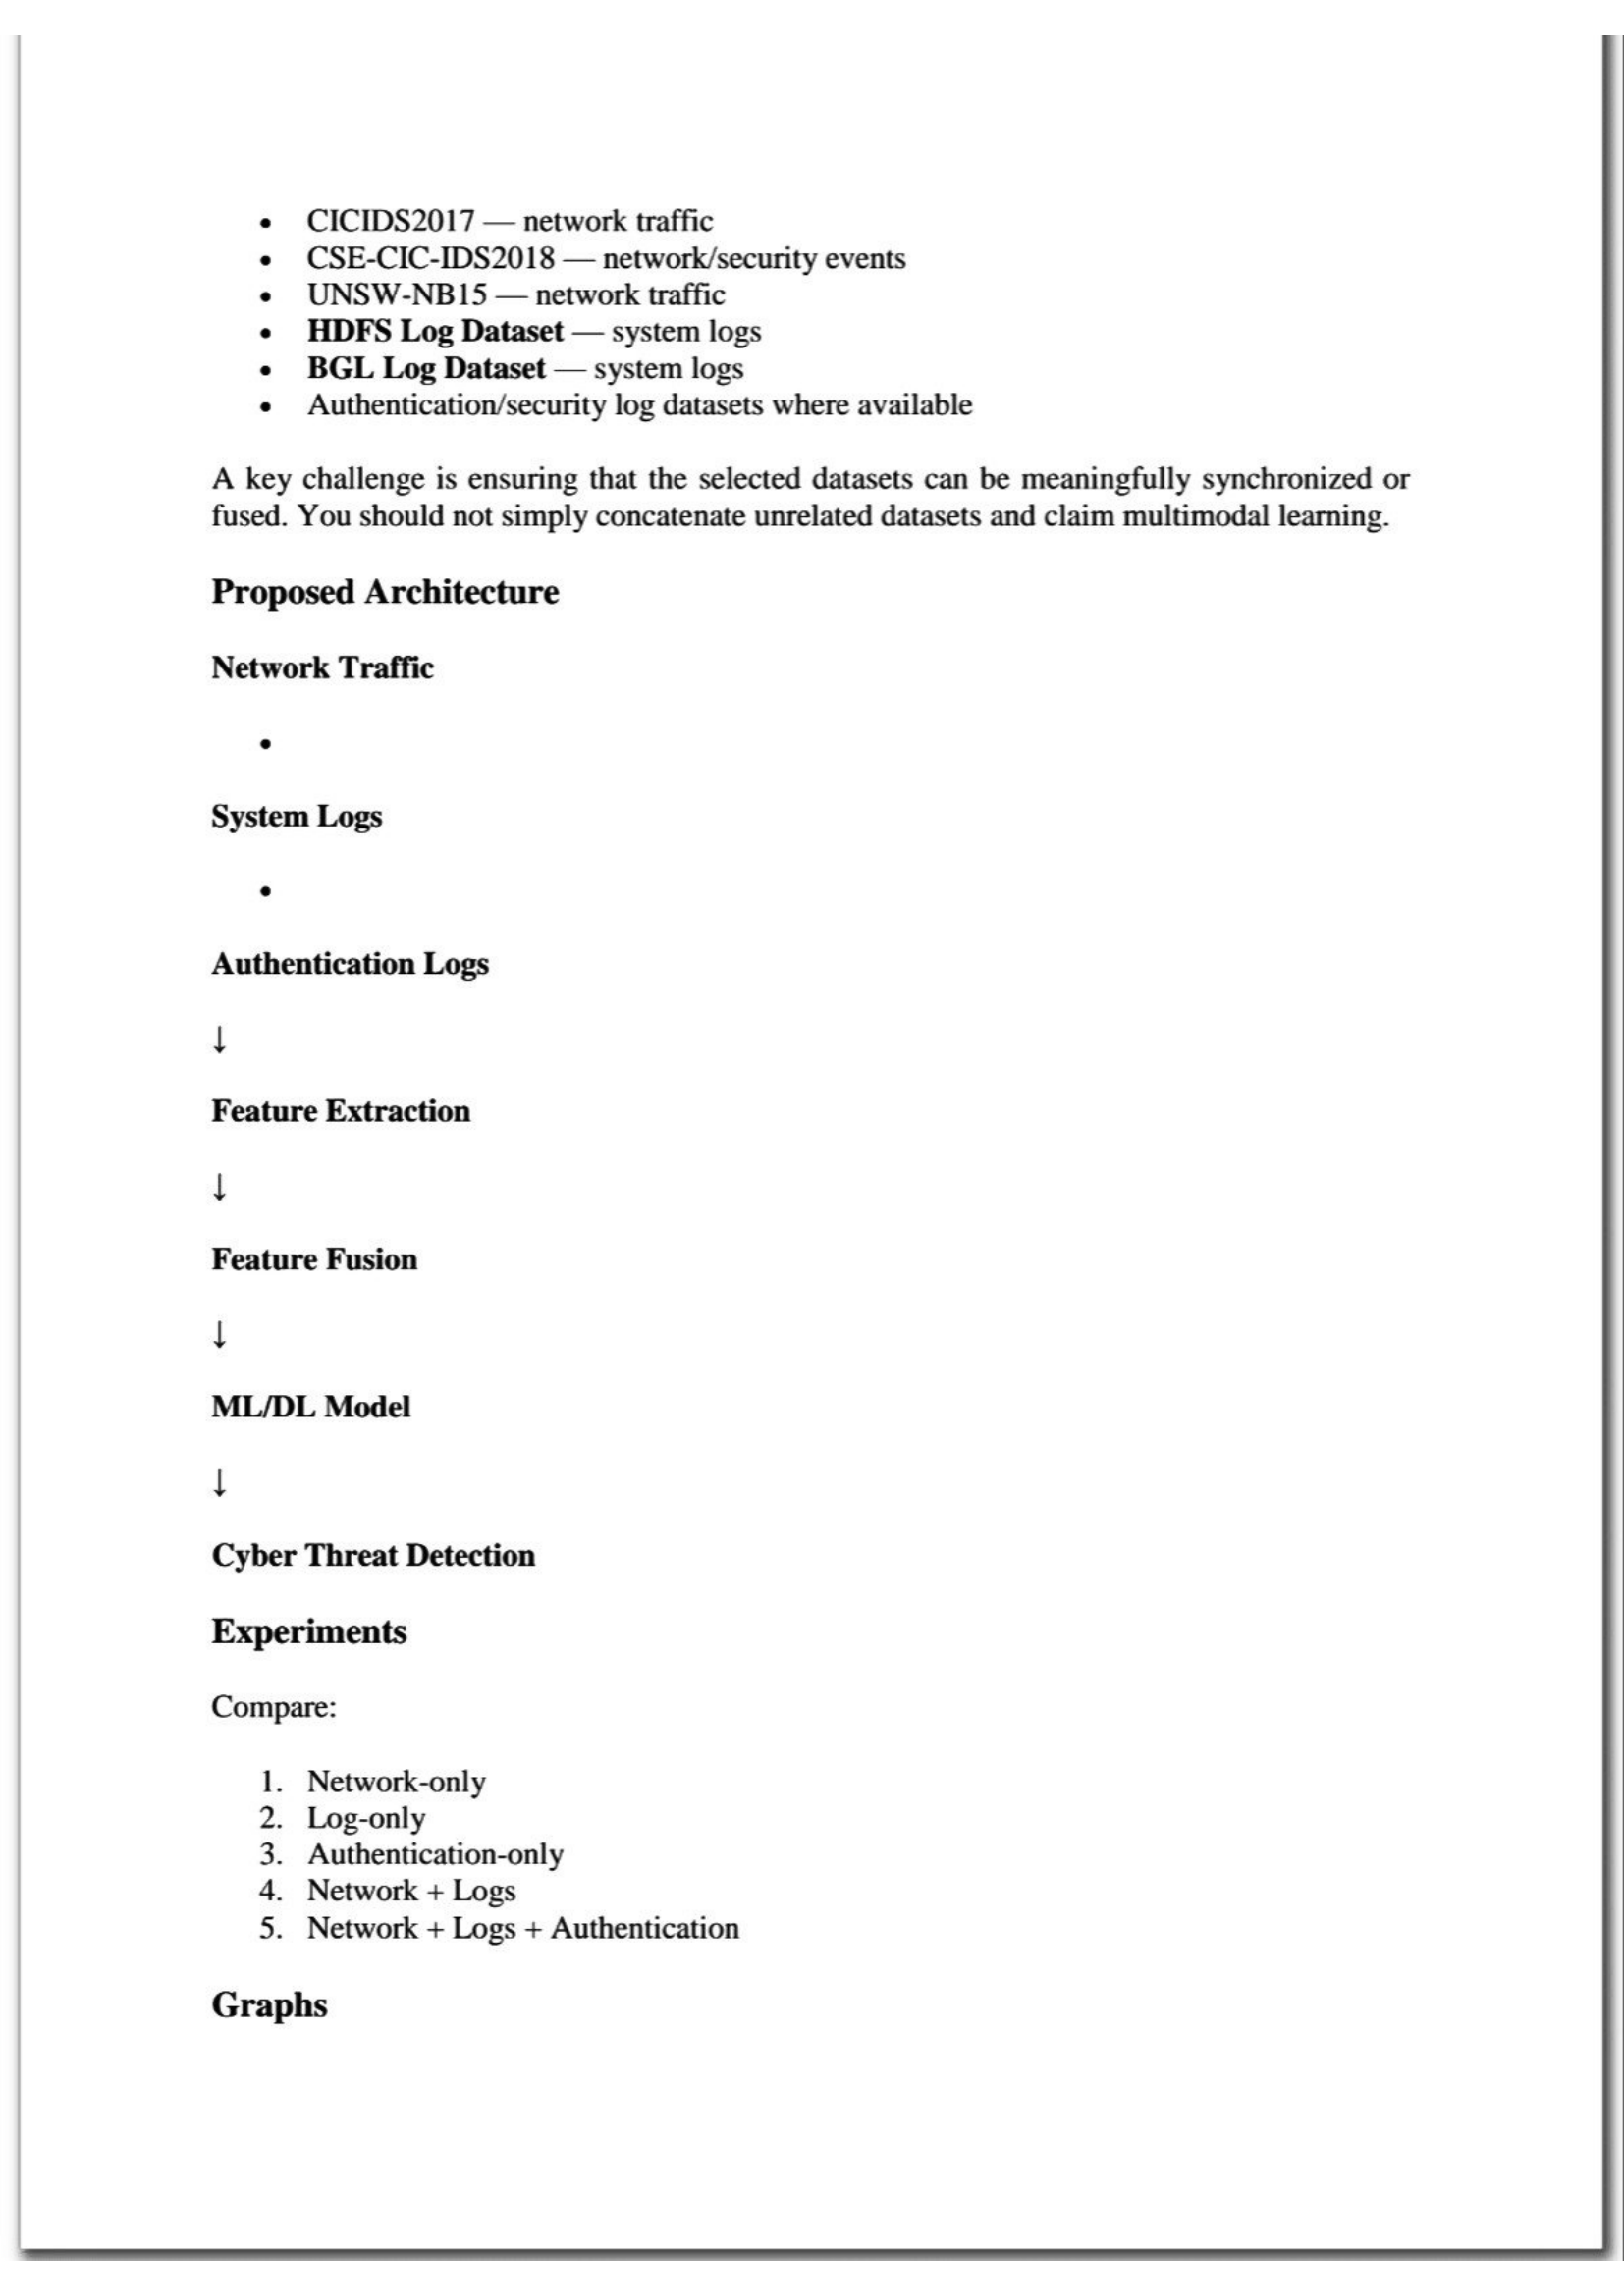 • CICIDS2017 — network traffic
• CSE-CIC-IDS2018 — network/security events
• UNSW-NB15 — network traffic
• HDFS Log Dataset — system logs
• BGL Log Dataset — system logs
• Authentication/security log datasets where available
A key challenge is ensuring that the selected datasets can be meaningfully synchronized or
fused. You should not simply concatenate unrelated datasets and claim multimodal learning.
Proposed Architecture
Network Traffic
•
System Logs
•
Authentication Logs
↓
Feature Extraction
↓
Feature Fusion
↓
ML/DL Model
↓
Cyber Threat Detection
Experiments
Compare:
1. Network-only
2. Log-only
3. Authentication-only
4. Network + Logs
5. Network + Logs + Authentication
Graphs